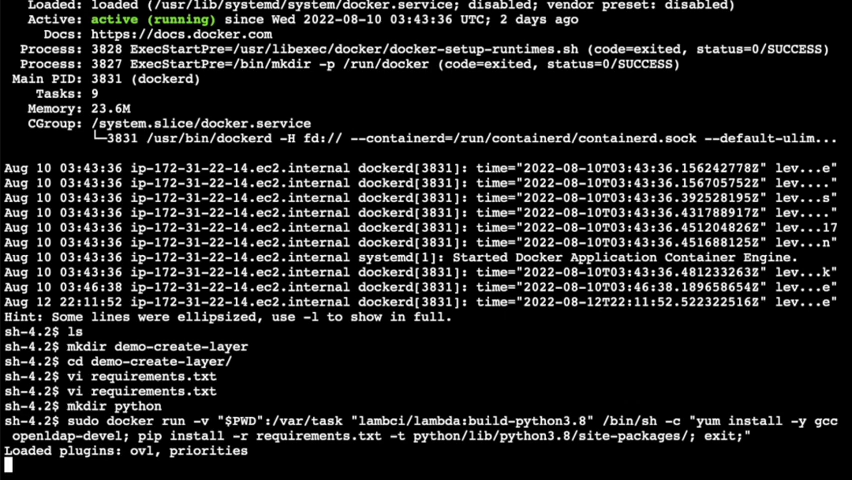 Loaded: loaded (/usr/lib/systemd/system/docker.service; disabled; vendor preset: disabled)
Active: active (running) since Wed 2022-08-10 03:43:36 UTC; 2 days ago
Docs: https://docs.docker.com
Process: 3828 ExecStartPre=/usr/libexec/docker/docker-setup-runtimes.sh (code=exited, status=0/SUCCESS)
Process: 3827 ExecStartPre=/bin/mkdir -p /run/docker (code=exited, status=0/SUCCESS)
Main PID: 3831 (dockerd)
Tasks: 9
Memory: 23.6M
CGroup: /system.slice/docker.service
└─3831 /usr/bin/dockerd -H fd:// --containerd=/run/containerd/containerd.sock --default-ulim...
Aug 10 03:43:36 ip-172-31-22-14.ec2.internal dockerd[3831]: time="2022-08-10T03:43:36.156242778Z" lev...e"
Aug 10 03:43:36 ip-172-31-22-14.ec2.internal dockerd[3831]: time="2022-08-10T03:43:36.156705752Z" lev...."
Aug 10 03:43:36 ip-172-31-22-14.ec2.internal dockerd[3831]: time="2022-08-10T03:43:36.392528195Z" lev...s"
Aug 10 03:43:36 ip-172-31-22-14.ec2.internal dockerd[3831]: time="2022-08-10T03:43:36.431788917Z" lev...."
Aug 10 03:43:36 ip-172-31-22-14.ec2.internal dockerd[3831]: time="2022-08-10T03:43:36.451204826Z" lev...17
Aug 10 03:43:36 ip-172-31-22-14.ec2.internal dockerd[3831]: time="2022-08-10T03:43:36.451688125Z" lev...n"
Aug 10 03:43:36 ip-172-31-22-14.ec2.internal systemd[1]: Started Docker Application Container Engine.
Aug 10 03:43:36 ip-172-31-22-14.ec2.internal dockerd[3831]: time="2022-08-10T03:43:36.481233263Z" lev...k"
Aug 10 03:46:38 ip-172-31-22-14.ec2.internal dockerd[3831]: time="2022-08-10T03:46:38.189658654Z" lev...e"
Aug 12 22:11:52 ip-172-31-22-14.ec2.internal dockerd[3831]: time="2022-08-12T22:11:52.522322516Z" lev...e"
Hint: Some lines were ellipsized, use -l to show in full.
sh-4.2$ ls
sh-4.2$ mkdir demo-create-layer
sh-4.2$ cd demo-create-layer/
sh-4.2$ vi requirements.txt
sh-4.2$ vi requirements.txt
sh-4.2$ mkdir python
sh-4.2$ sudo docker run -v "$PWD":/var/task "lambci/lambda:build-python3.8" /bin/sh -c "yum install -y gcc
openldap-devel; pip install -r requirements.txt -t python/lib/python3.8/site-packages/; exit;"
Loaded plugins: ovl, priorities